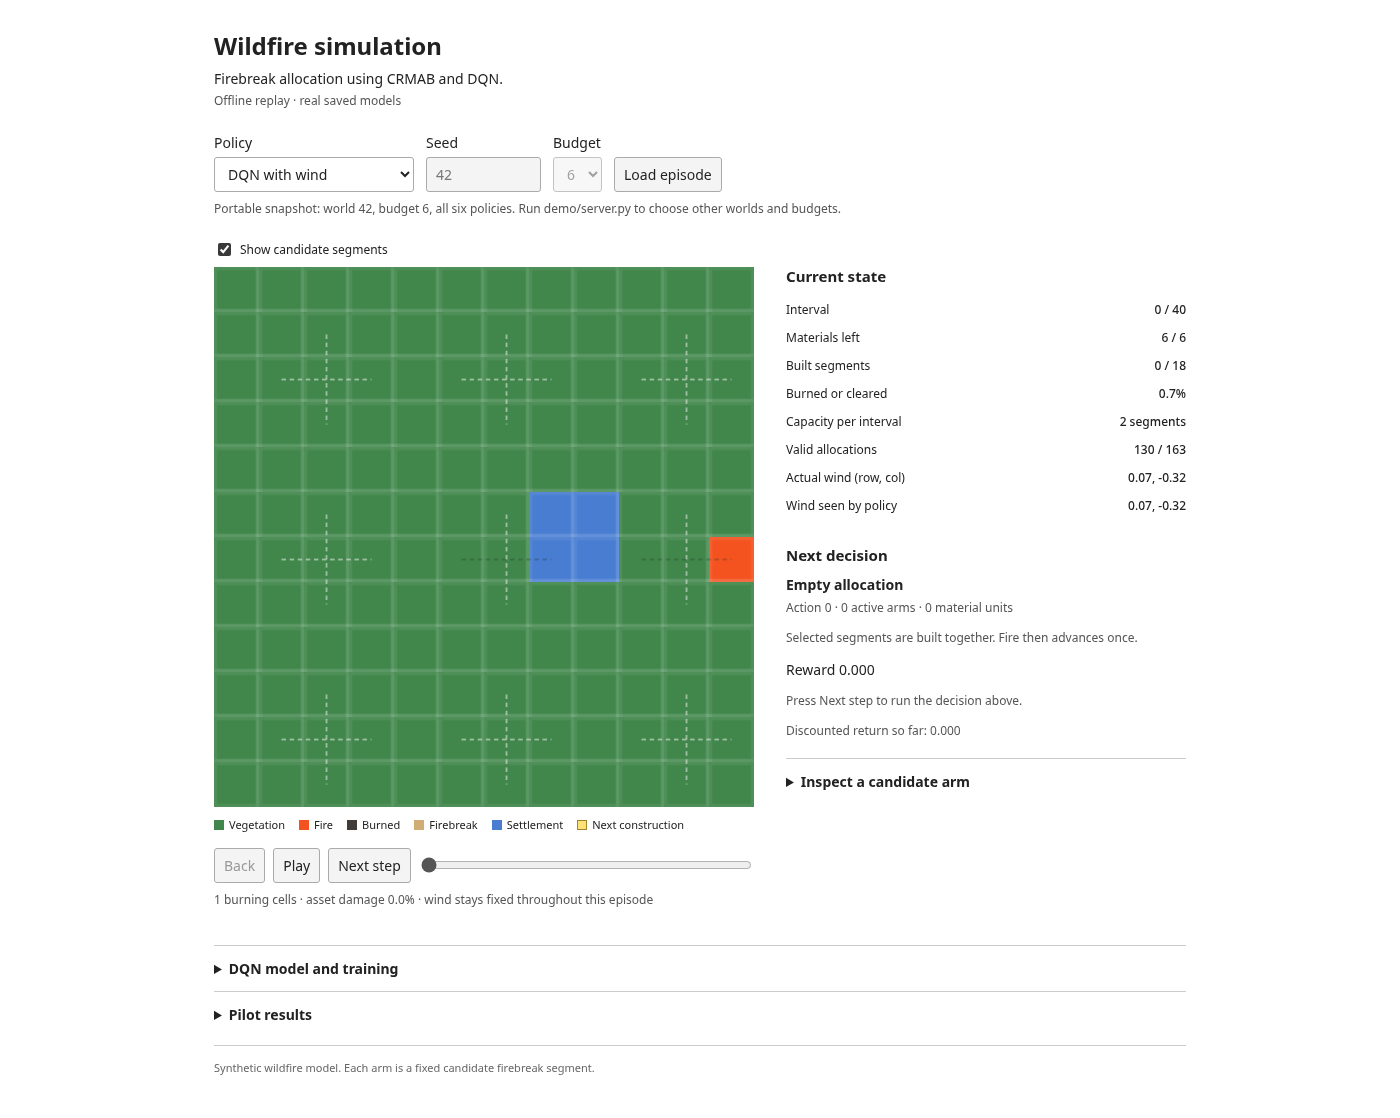 Wildfire simulation
Firebreak allocation using CRMAB and DQN.
Offline replay · real saved models
Policy Seed Budget
DQN with wind 42 6 Load episode
Portable snapshot: world 42, budget 6, all six policies. Run demo/server.py to choose other worlds and budgets.
Show candidate segments
Current state
Interval 0 / 40
Materials left 6 / 6
Built segments 0 / 18
Burned or cleared 0.7%
Capacity per interval 2 segments
Valid allocations 130 / 163
Actual wind (row, col) 0.07, -0.32
Wind seen by policy 0.07, -0.32
Next decision
Empty allocation
Action 0 · 0 active arms · 0 material units
Selected segments are built together. Fire then advances once.
Reward 0.000
Press Next step to run the decision above.
Discounted return so far: 0.000
Inspect a candidate arm
Vegetation Fire Burned Firebreak Settlement Next construction
Back Play Next step
1 burning cells · asset damage 0.0% · wind stays fixed throughout this episode
DQN model and training
Pilot results
Synthetic wildfire model. Each arm is a fixed candidate firebreak segment.